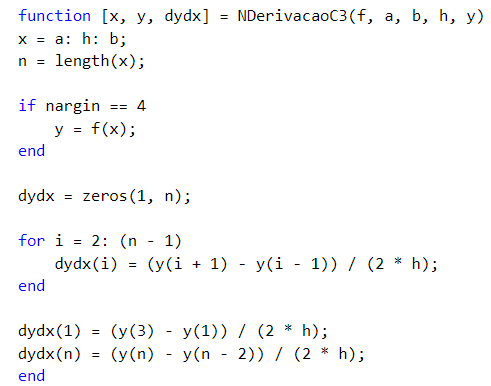 function [x, y, dydx] = NDerivacaoC3(f, a, b, h, y)
x = a: h: b;
n = length(x);
if nargin == 4
y = f(x);
end
dydx = zeros(1, n);
for i = 2: (n - 1)
dydx(i) = (y(i + 1) - y(i - 1)) / (2 * h);
end
dydx(1) = (y(3) - y(1)) / (2 * h);
dydx(n) = (y(n) - y(n - 2)) / (2 * h);
end